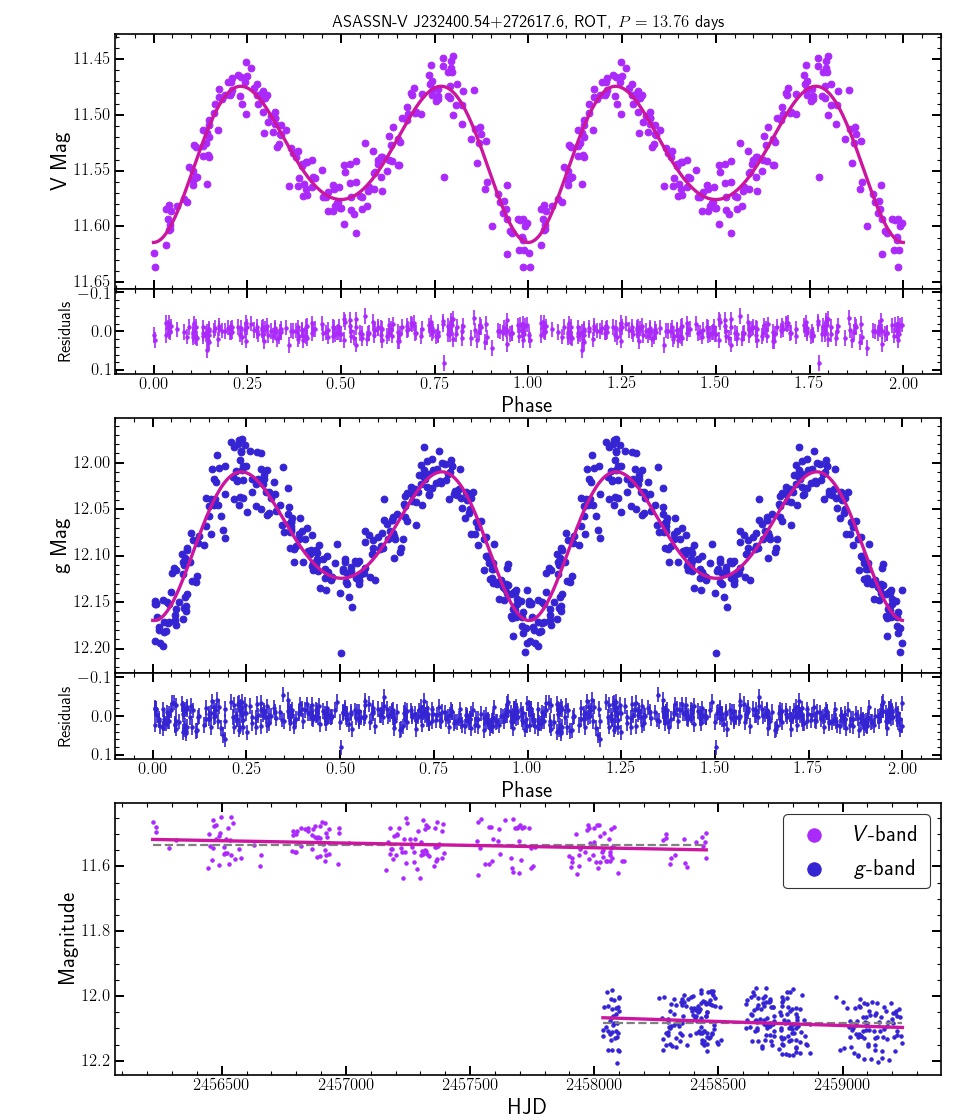 ASASSN-V J232400.54+272617.6, ROT, P = 13.76 days
11.45
11.50
11.55
11.60
11.65
V Mag
−0.1
0.0
0.1
Residuals
0.00 0.25 0.50 0.75 1.00 1.25 1.50 1.75 2.00
Phase
12.00
12.05
12.10
12.15
12.20
g Mag
−0.1
0.0
0.1
Residuals
0.00 0.25 0.50 0.75 1.00 1.25 1.50 1.75 2.00
Phase
11.6
11.8
12.0
12.2
Magnitude
V-band
g-band
2456500 2457000 2457500 2458000 2458500 2459000
HJD